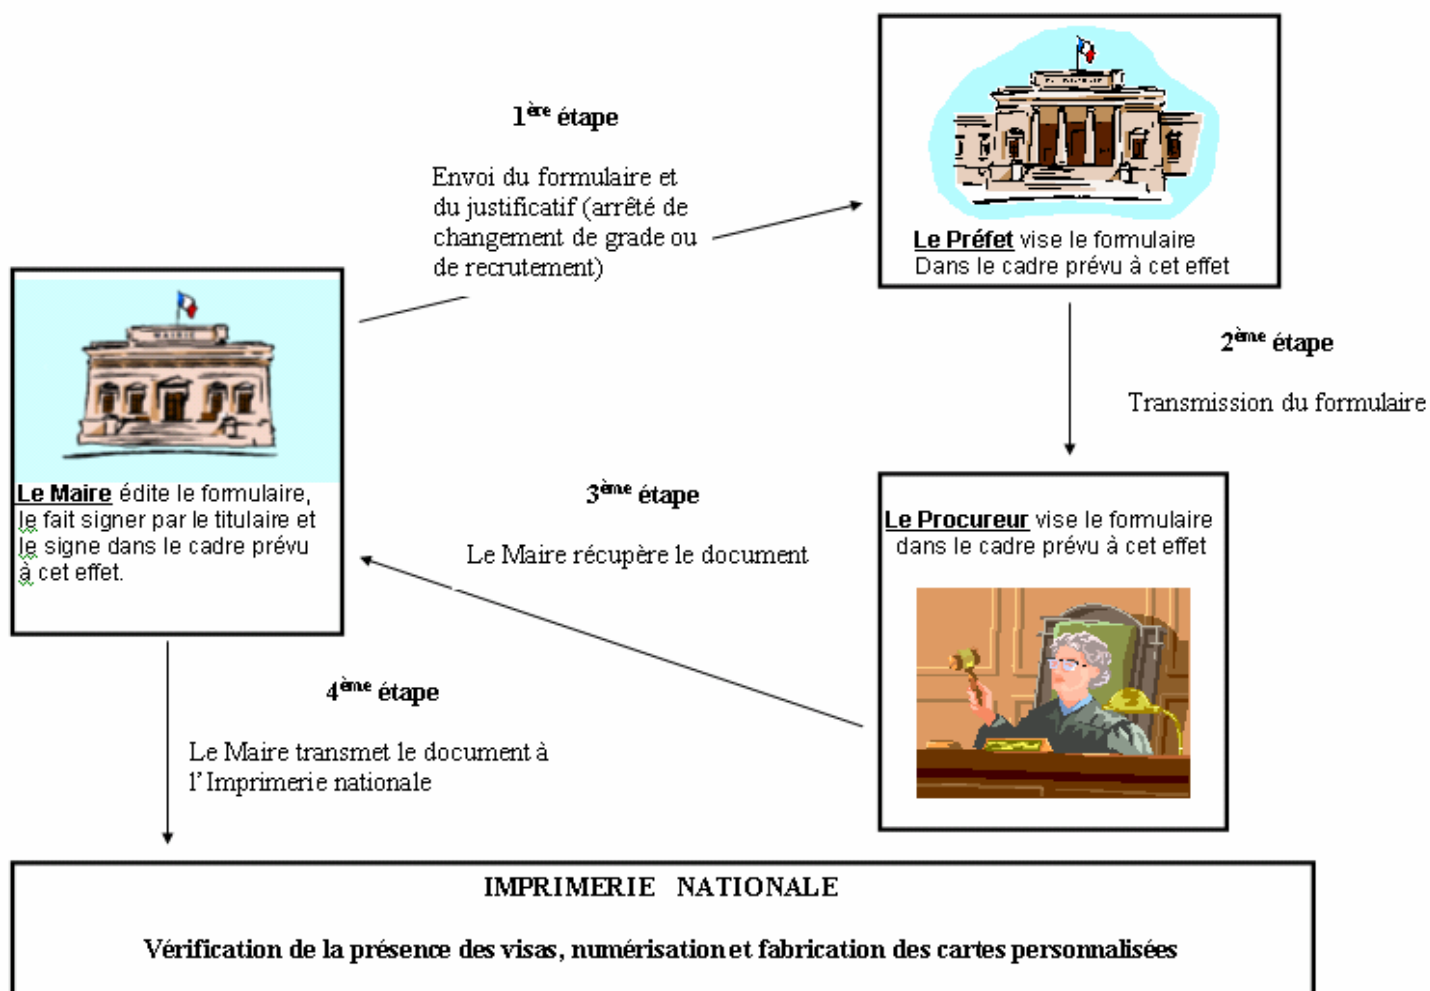 1ère étape
Envoi du formulaire et
du justificatif (arrêté de
changement de grade ou
de recrutement)
Le Préfet vise le formulaire
Dans le cadre prévu à cet effet
MAIRIE
Le Maire édite le formulaire,
le fait signer par le titulaire et
le signe dans le cadre prévu
à cet effet.
2ème étape
Transmission du formulaire
Le Procureur vise le formulaire
dans le cadre prévu à cet effet
3ème étape
Le Maire récupère le document
4ème étape
Le Maire transmet le document à
l'Imprimerie nationale
IMPRIMERIE NATIONALE
Vérification de la présence des visas, numérisation et fabrication des cartes personnalisées